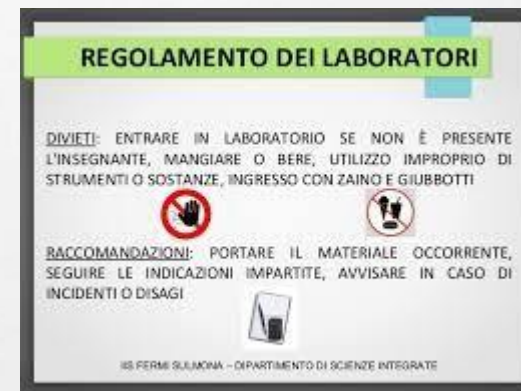 REGOLAMENTO DEI LABORATORI
DIVIETI: ENTRARE IN LABORATORIO SE NON È PRESENTE
L'INSEGNANTE, MANGIARE O BERE, UTILIZZO IMPROPRIO DI
STRUMENTI O SOSTANZE, INGRESSO CON ZAINO E GIUBBOTTI
RACCOMANDAZIONI: PORTARE IL MATERIALE OCCORRENTE,
SEGUIRE LE INDICAZIONI IMPARTITE, AVVISARE IN CASO DI
INCIDENTI O DISAGI
IIS FERMI SULMONA – DIPARTIMENTO DI SCIENZE INTEGRATE